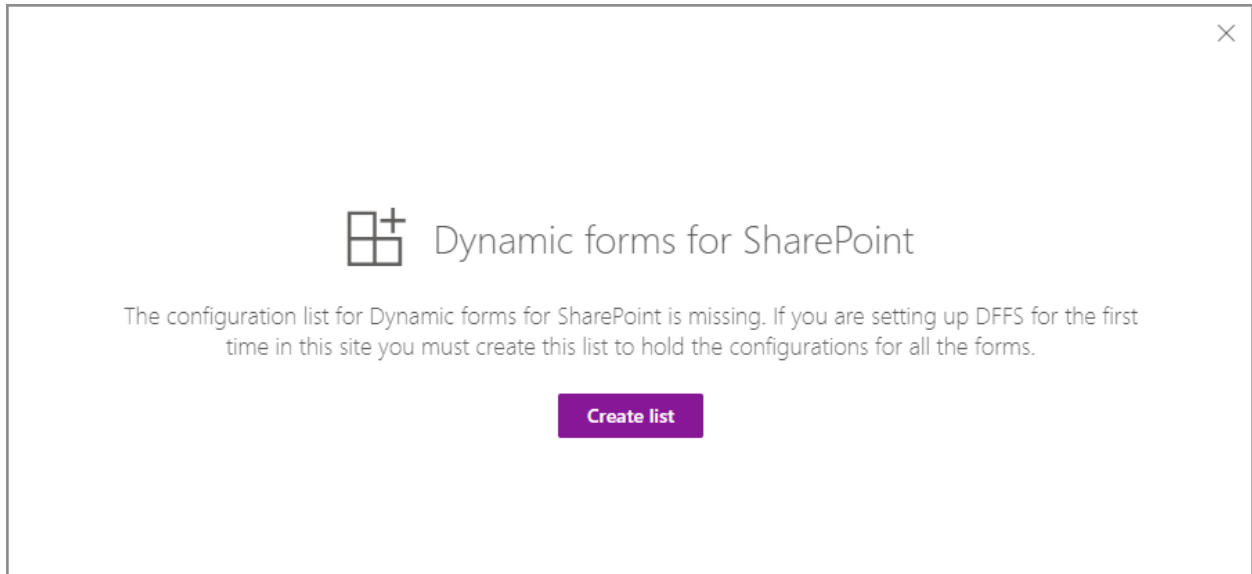 Dynamic forms for SharePoint
The configuration list for Dynamic forms for SharePoint is missing. If you are setting up DFFS for the first
time in this site you must create this list to hold the configurations for all the forms.
Create list